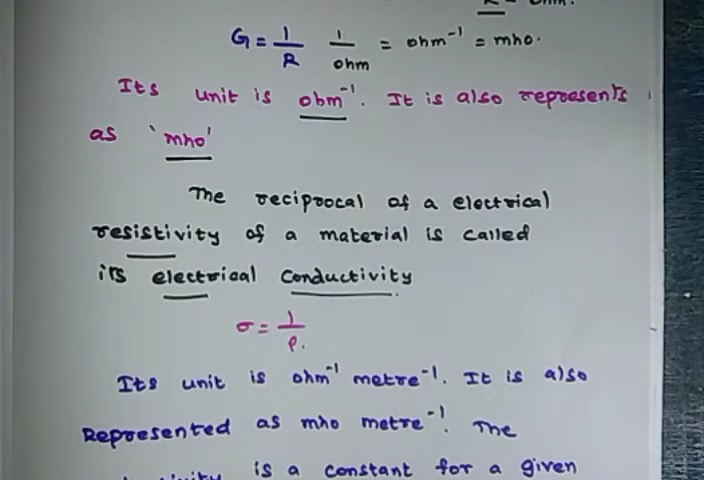 G = 1/R 1/ohm = ohm⁻¹ = mho.
Its unit is obm⁻¹. It is also represents
as 'mho'
The reciprocal of a electrical
resistivity of a material is called
its electrical conductivity
σ = 1/ρ.
Its unit is ohm⁻¹ metre⁻¹. It is also
Represented as mho metre⁻¹. The
is a constant for a given